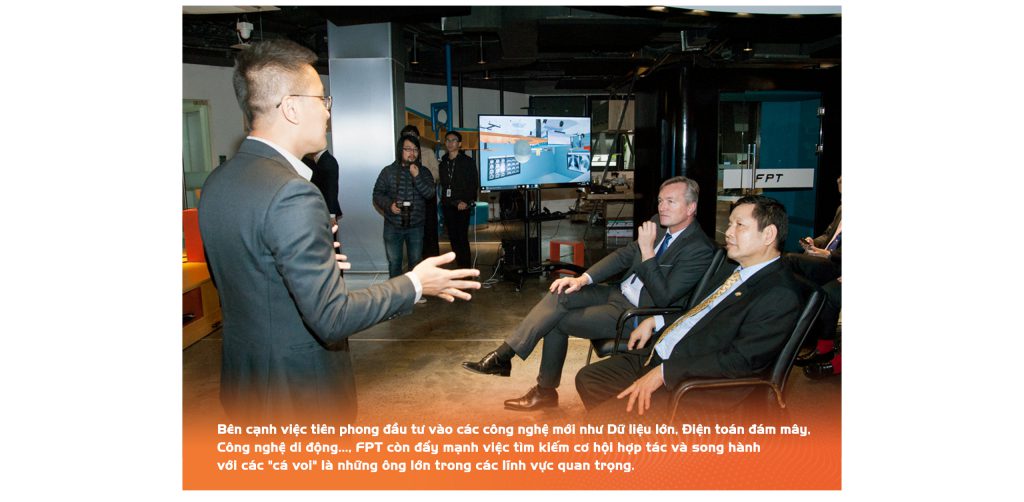 FPT
Bên cạnh việc tiên phong đầu tư vào các công nghệ mới như Dữ liệu lớn, Điện toán đám mây,
Công nghệ di động..., FPT còn đẩy mạnh việc tìm kiếm cơ hội hợp tác và song hành
với các "cá voi" là những ông lớn trong các lĩnh vực quan trọng.